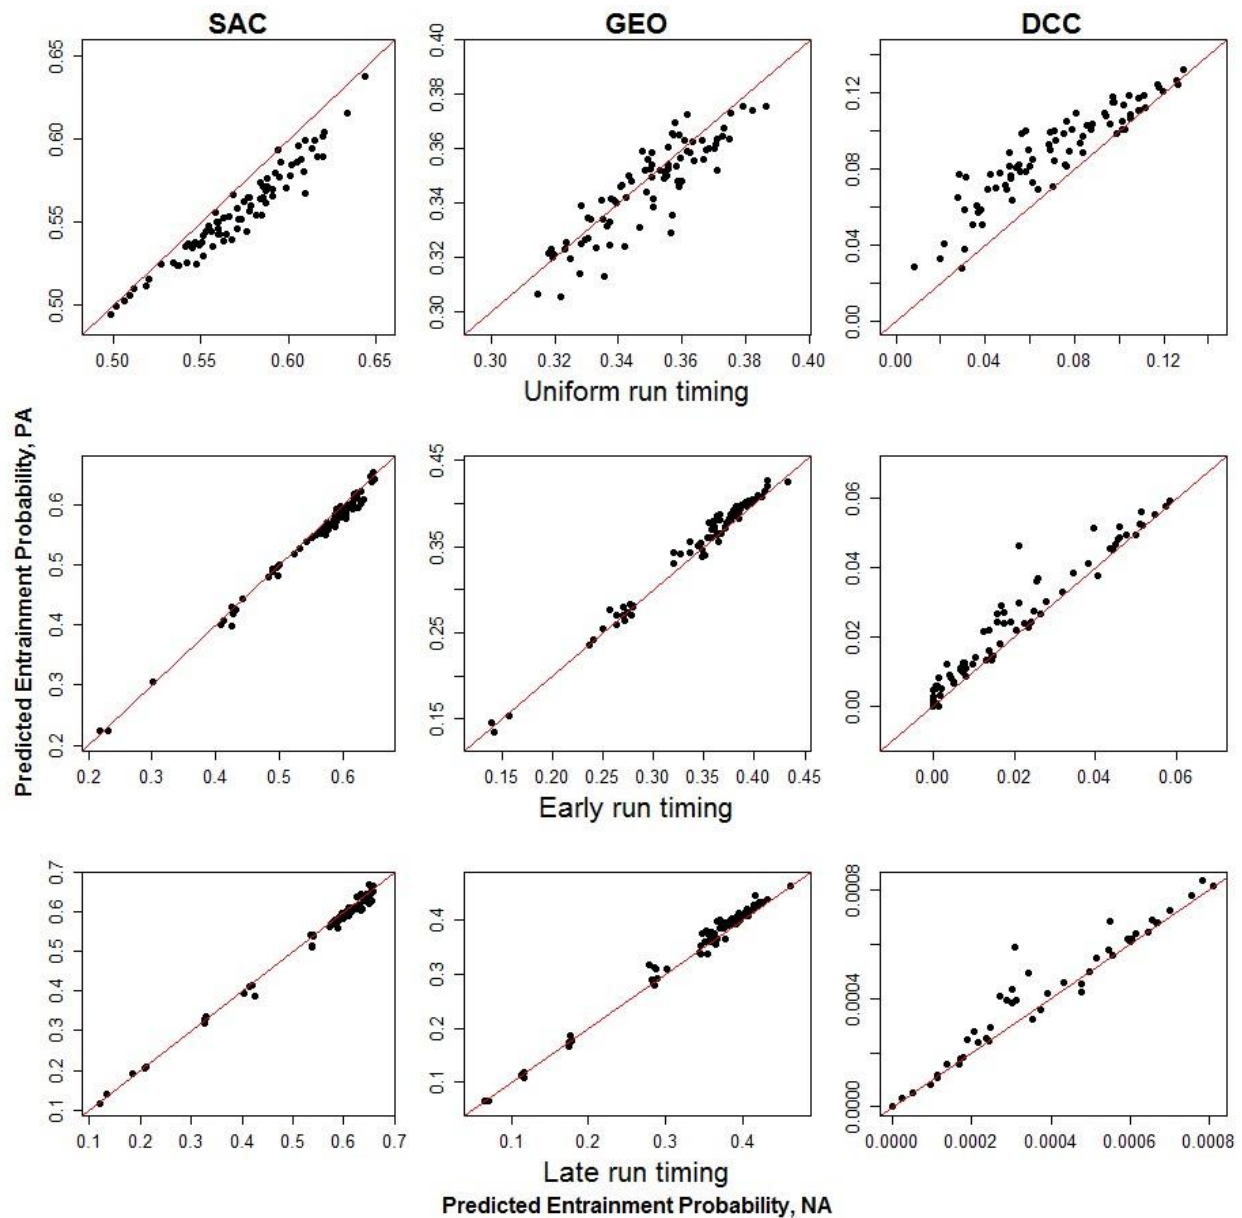 SAC GEO DCC
0.65 0.60 0.55 0.50
0.50 0.55 0.60 0.65
0.40 0.38 0.36 0.34 0.32 0.30
0.30 0.32 0.34 0.36 0.38 0.40
0.12 0.08 0.04 0.00
0.00 0.04 0.08 0.12
Uniform run timing
Predicted Entrainment Probability, PA
0.6 0.5 0.4 0.3 0.2
0.2 0.3 0.4 0.5 0.6
0.45 0.35 0.25 0.15
0.15 0.20 0.25 0.30 0.35 0.40 0.45
0.06 0.04 0.02 0.00
0.00 0.02 0.04 0.06
Early run timing
0.7 0.6 0.5 0.4 0.3 0.2 0.1
0.1 0.2 0.3 0.4 0.5 0.6 0.7
0.4 0.3 0.2 0.1
0.1 0.2 0.3 0.4
0.0008 0.0004 0.0000
0.0000 0.0002 0.0004 0.0006 0.0008
Late run timing
Predicted Entrainment Probability, NA